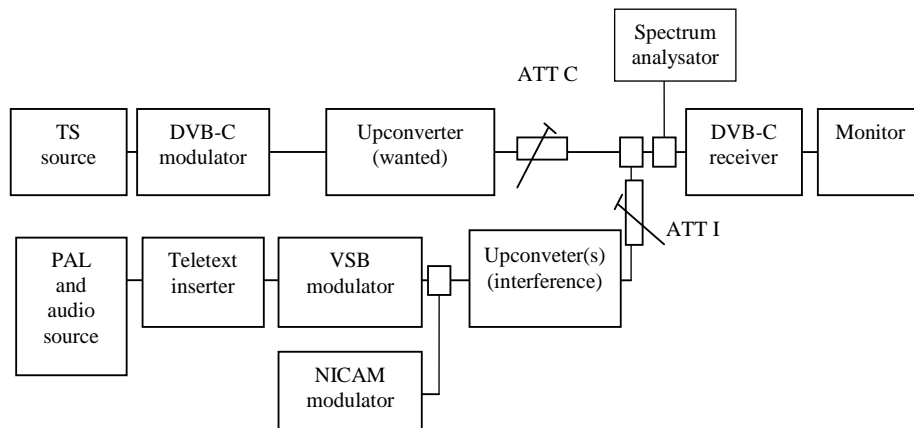 Spectrum
analysator
ATT C
TS
source
DVB-C
modulator
Upconverter
(wanted)
DVB-C
receiver
Monitor
ATT I
PAL
and
audio
source
Teletext
inserter
VSB
modulator
Upconveter(s)
(interference)
NICAM
modulator